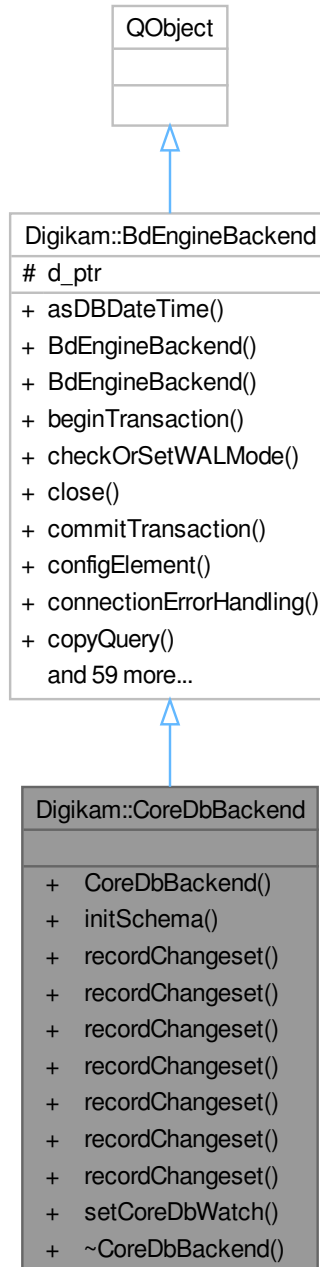 QObject
Digikam::BdEngineBackend
# d_ptr
+ asDBDateTime()
+ BdEngineBackend()
+ BdEngineBackend()
+ beginTransaction()
+ checkOrSetWALMode()
+ close()
+ commitTransaction()
+ configElement()
+ connectionErrorHandling()
+ copyQuery()
and 59 more...
Digikam::CoreDbBackend
+ CoreDbBackend()
+ initSchema()
+ recordChangeset()
+ recordChangeset()
+ recordChangeset()
+ recordChangeset()
+ recordChangeset()
+ recordChangeset()
+ recordChangeset()
+ setCoreDbWatch()
+ ~CoreDbBackend()